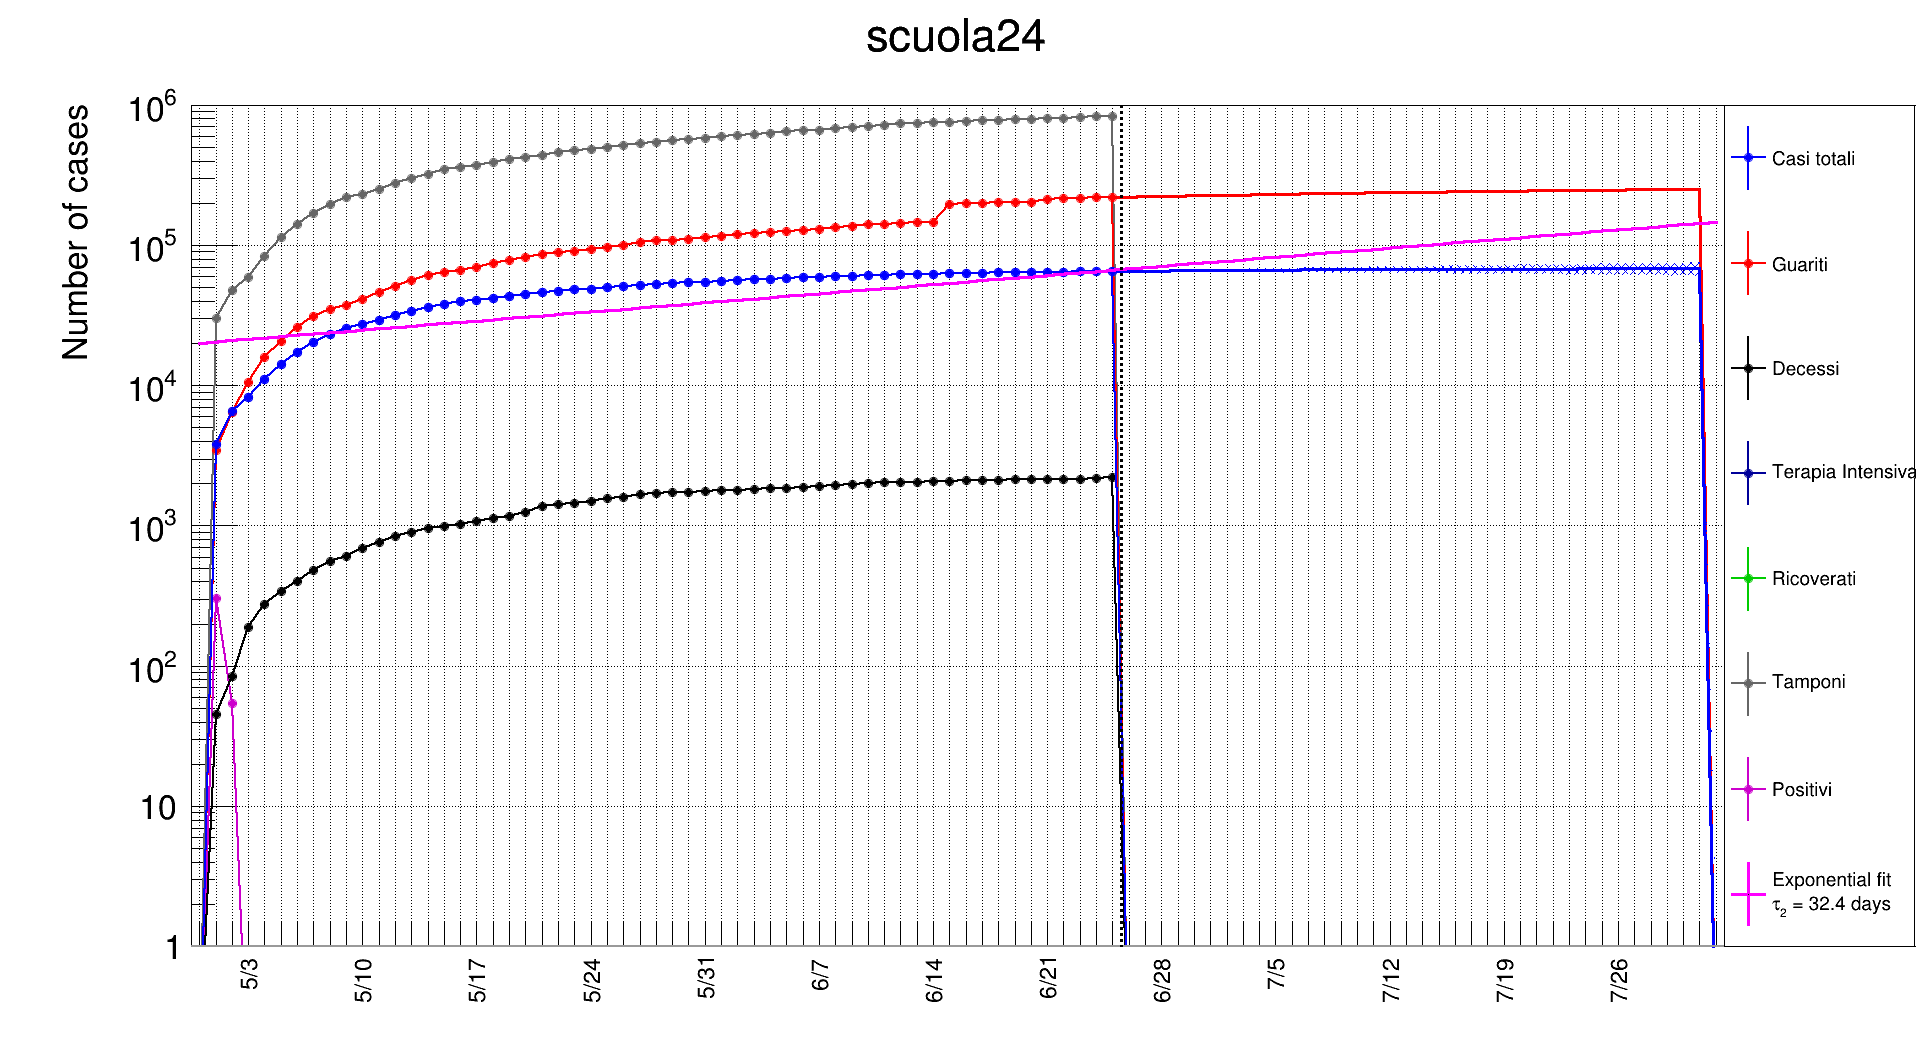 scuola24
Number of cases
10^6
10^5
10^4
10^3
10^2
10
1
5/3
5/10
5/17
5/24
5/31
6/7
6/14
6/21
6/28
7/5
7/12
7/19
7/26
Casi totali
Guariti
Decessi
Terapia Intensiva
Ricoverati
Tamponi
Positivi
Exponential fit
τ₂ = 32.4 days